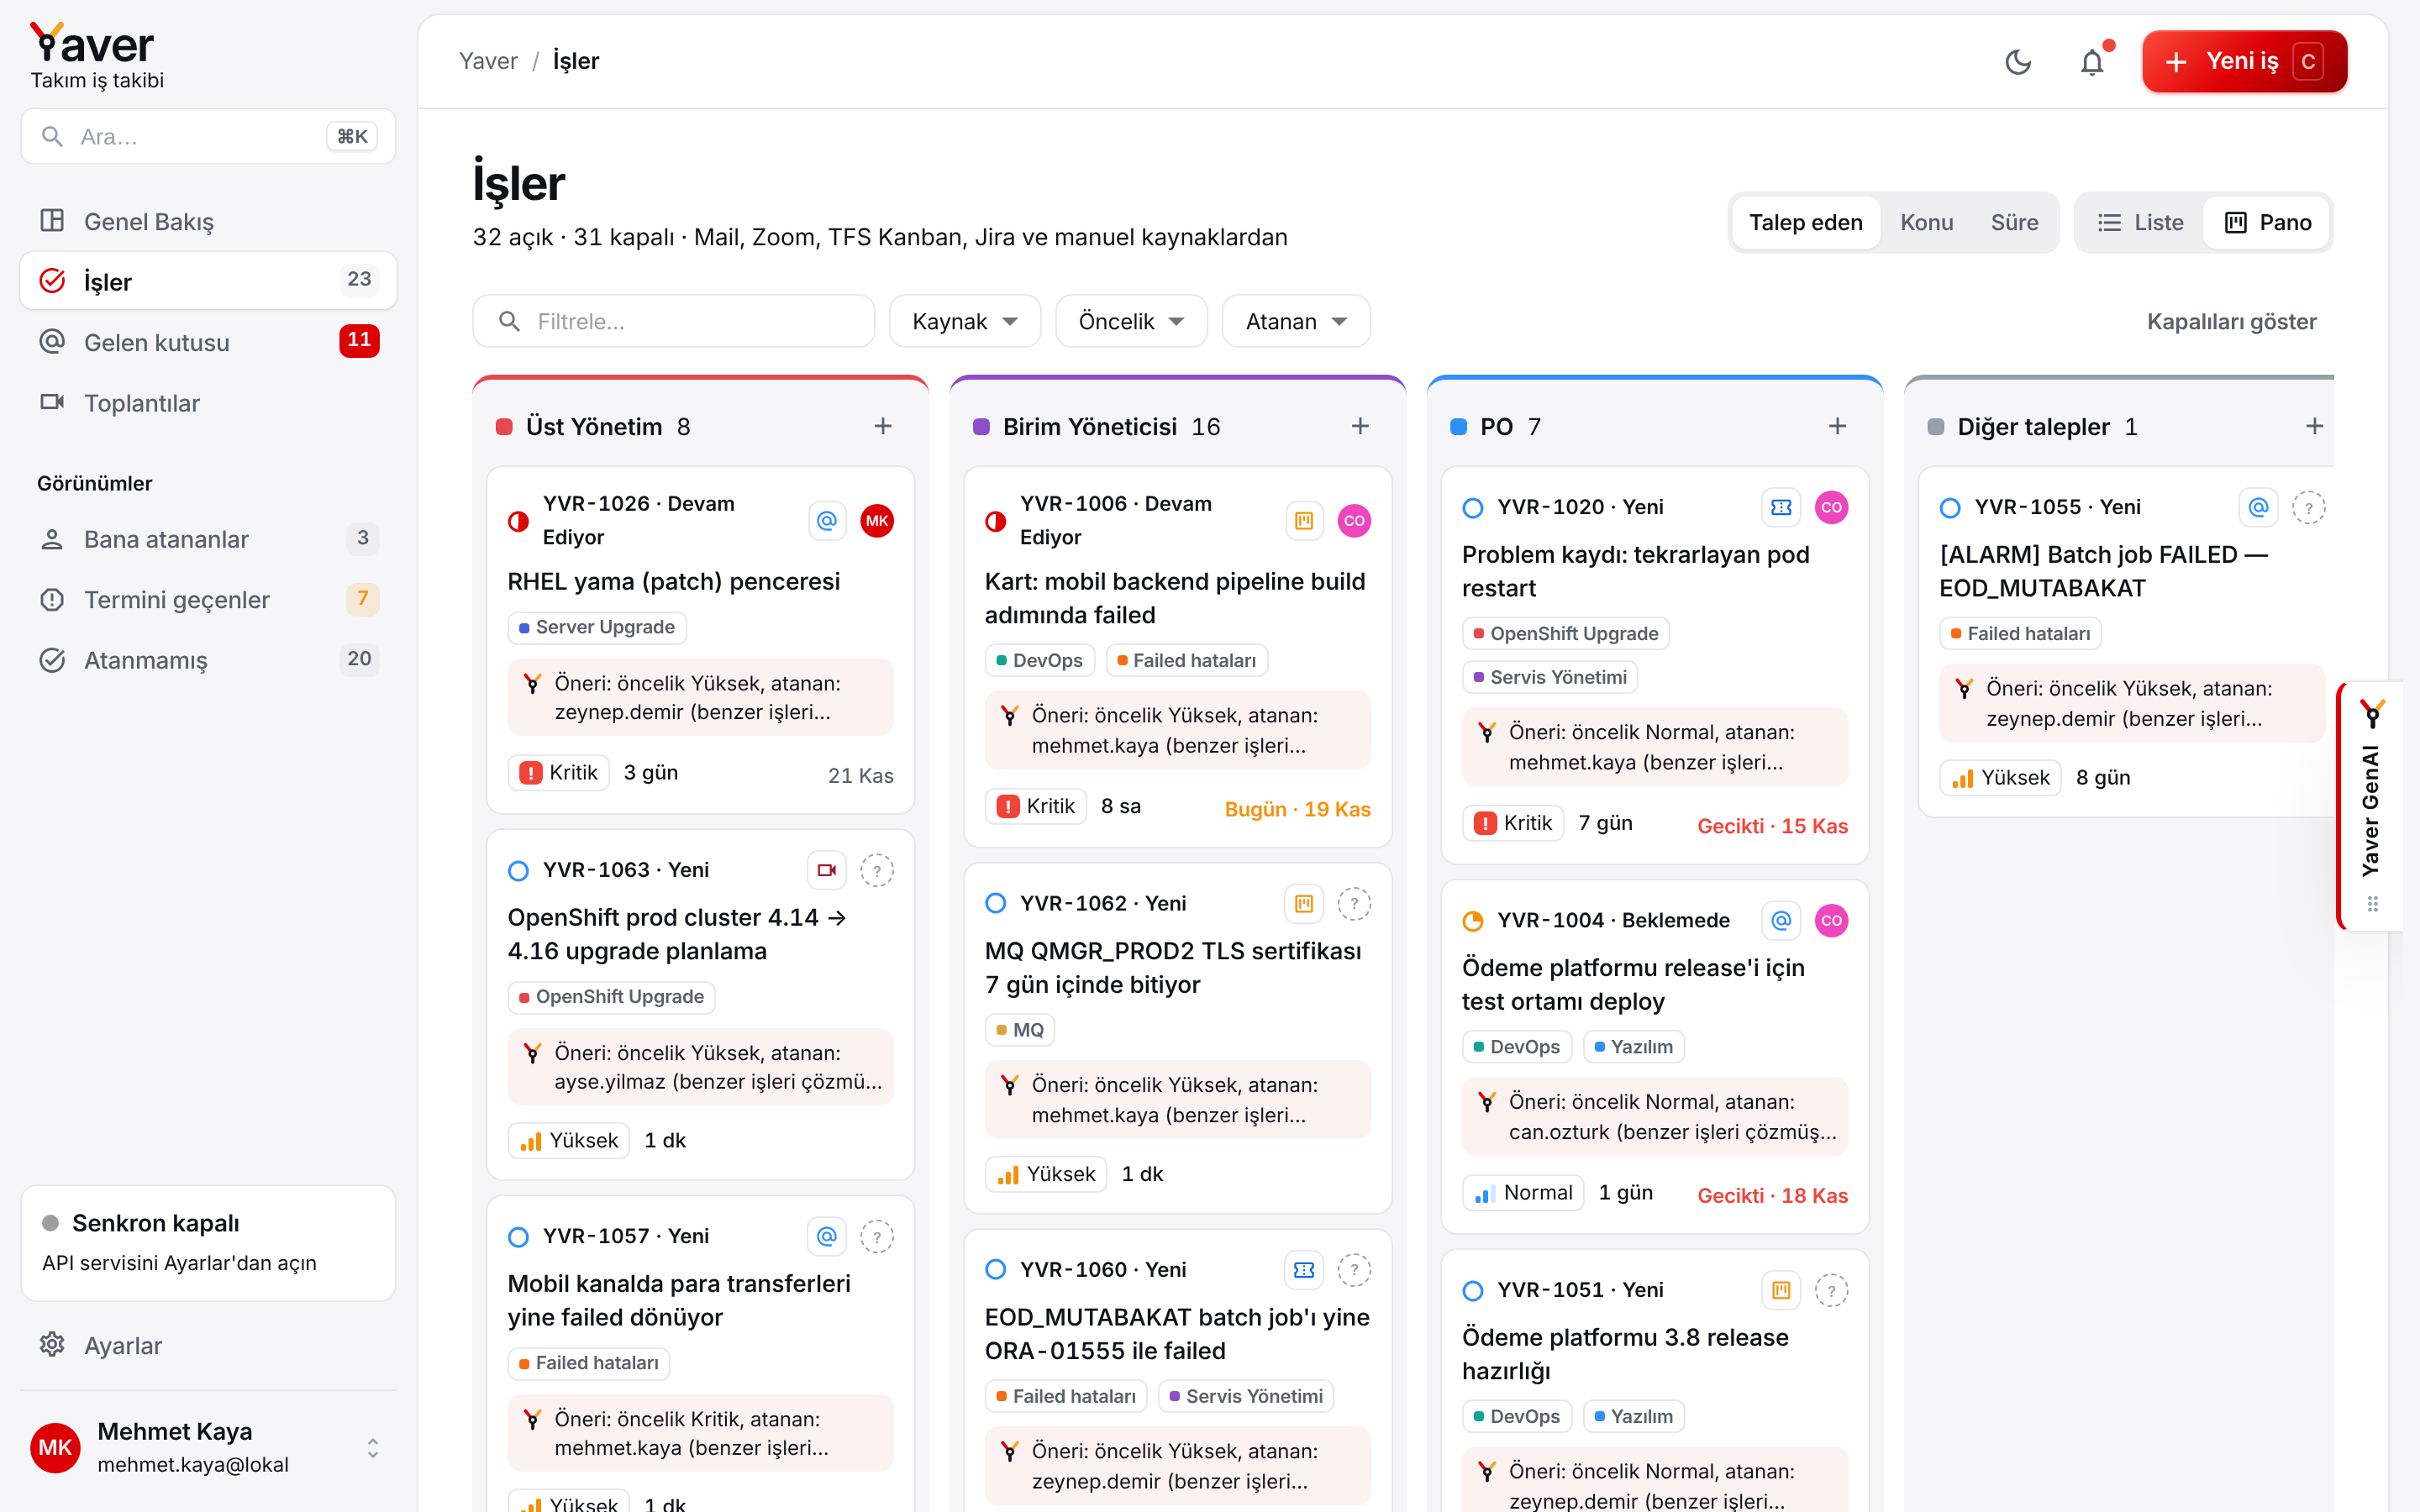 Yaver
Takım iş takibi
Ara...
⌘K
Genel Bakış
İşler
23
Gelen kutusu
11
Toplantılar
Görünümler
Bana atananlar
3
Termini geçenler
7
Atanmamış
20
Senkron kapalı
API servisini Ayarlar'dan açın
Ayarlar
MK
Mehmet Kaya
mehmet.kaya@lokal
Yaver / İşler
Yeni iş
C
İşler
32 açık · 31 kapalı · Mail, Zoom, TFS Kanban, Jira ve manuel kaynaklardan
Talep eden
Konu
Süre
Liste
Pano
Filtrele...
Kaynak
Öncelik
Atanan
Kapalıları göster
Üst Yönetim 8
YVR-1026 · Devam
Ediyor
MK
RHEL yama (patch) penceresi
Server Upgrade
Öneri: öncelik Yüksek, atanan:
zeynep.demir (benzer işleri...
Kritik
3 gün
21 Kas
YVR-1063 · Yeni
?
OpenShift prod cluster 4.14 →
4.16 upgrade planlama
OpenShift Upgrade
Öneri: öncelik Yüksek, atanan:
ayse.yilmaz (benzer işleri çözmü...
Yüksek
1 dk
YVR-1057 · Yeni
?
Mobil kanalda para transferleri
yine failed dönüyor
Failed hataları
Öneri: öncelik Kritik, atanan:
mehmet.kaya (benzer işleri...
Yüksek
1 dk
Birim Yöneticisi 16
YVR-1006 · Devam
Ediyor
CO
Kart: mobil backend pipeline build
adımında failed
DevOps
Failed hataları
Öneri: öncelik Yüksek, atanan:
mehmet.kaya (benzer işleri...
Kritik
8 sa
Bugün · 19 Kas
YVR-1062 · Yeni
?
MQ QMGR_PROD2 TLS sertifikası
7 gün içinde bitiyor
MQ
Öneri: öncelik Yüksek, atanan:
mehmet.kaya (benzer işleri...
Yüksek
1 dk
YVR-1060 · Yeni
?
EOD_MUTABAKAT batch job'ı yine
ORA-01555 ile failed
Failed hataları
Servis Yönetimi
Öneri: öncelik Yüksek, atanan:
zeynep.demir (benzer işleri...
PO 7
YVR-1020 · Yeni
CO
Problem kaydı: tekrarlayan pod
restart
OpenShift Upgrade
Servis Yönetimi
Öneri: öncelik Normal, atanan:
mehmet.kaya (benzer işleri...
Kritik
7 gün
Gecikti · 15 Kas
YVR-1004 · Beklemede
CO
Ödeme platformu release'i için
test ortamı deploy
DevOps
Yazılım
Öneri: öncelik Normal, atanan:
can.ozturk (benzer işleri çözmüş...
Normal
1 gün
Gecikti · 18 Kas
YVR-1051 · Yeni
?
Ödeme platformu 3.8 release
hazırlığı
DevOps
Yazılım
Öneri: öncelik Normal, atanan:
zeynep.demir (benzer işleri...
Diğer talepler 1
YVR-1055 · Yeni
?
[ALARM] Batch job FAILED —
EOD_MUTABAKAT
Failed hataları
Öneri: öncelik Yüksek, atanan:
zeynep.demir (benzer işleri...
Yüksek
8 gün
Yaver GenAI